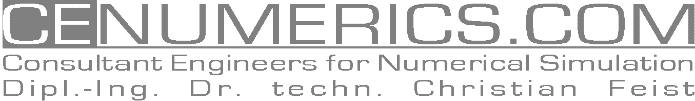 CENUMERICS.COM
Consultant Engineers for Numerical Simulation
Dipl.-Ing. Dr. techn. Christian Feist